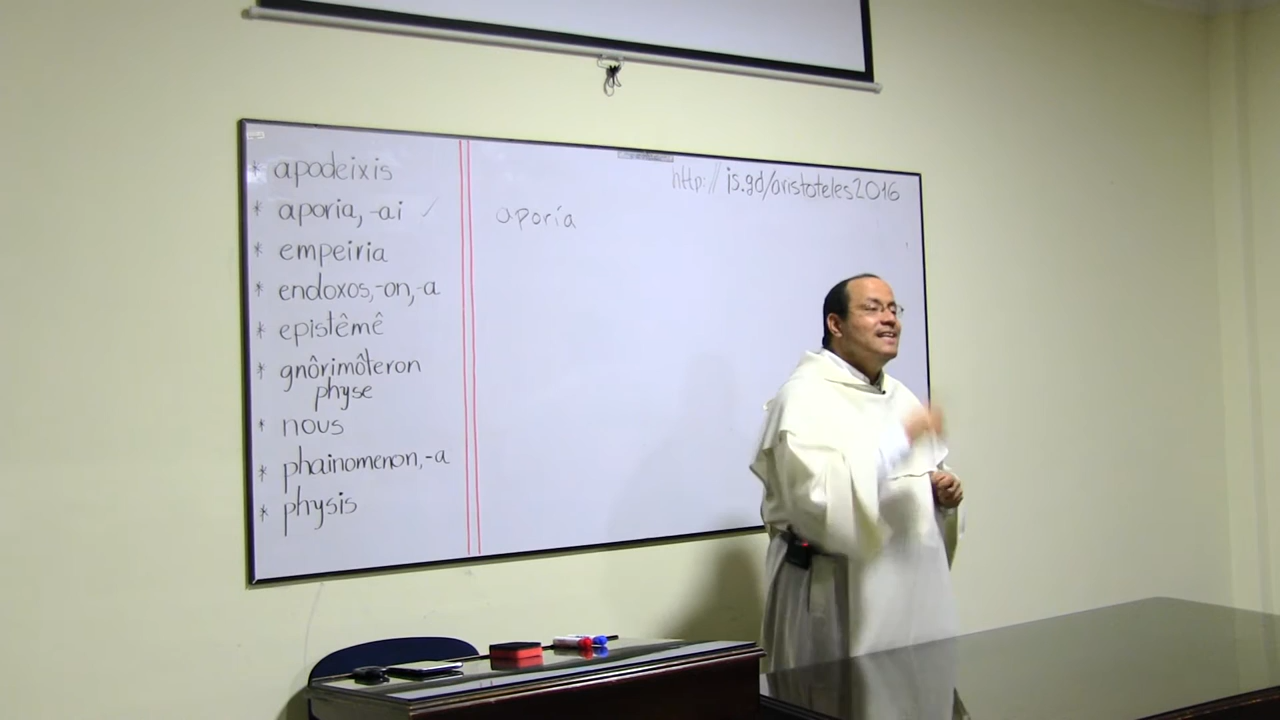 * apodeixis
* aporia, -ai ✓
* empeiria
* endoxos,-on,-a
* epistêmê
* gnôrimôteron
physe
* nous
* phainomenon,-a
* physis
http://is.gd/aristoteles2016
aporía